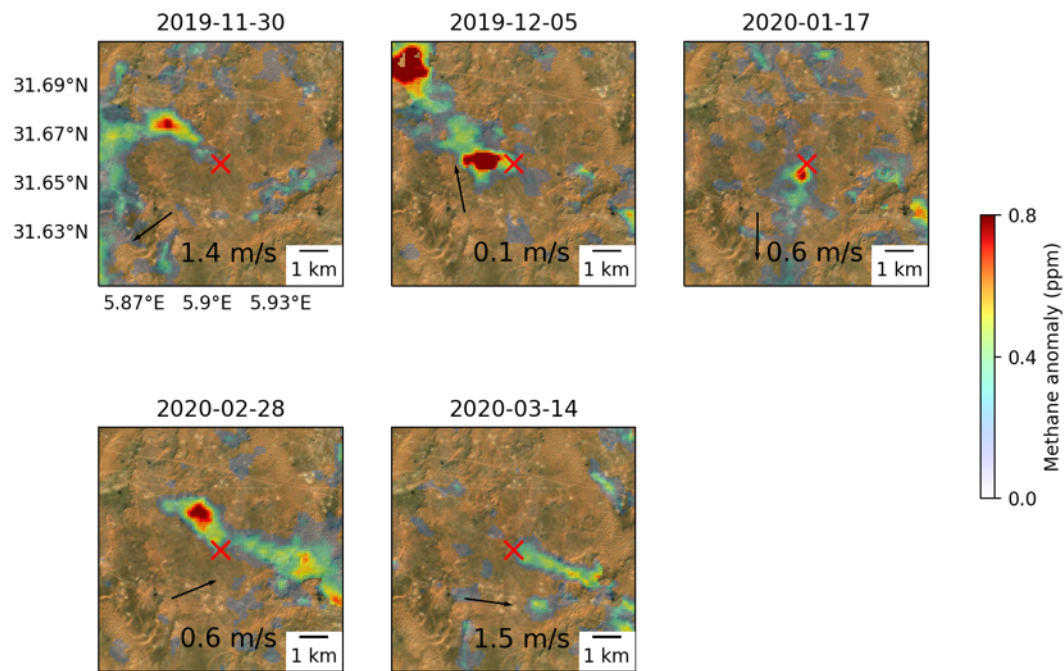 2019-11-30
2019-12-05
2020-01-17
31.69°N
31.67°N
31.65°N
31.63°N
1.4 m/s
1 km
0.1 m/s
1 km
0.6 m/s
1 km
5.87°E
5.9°E
5.93°E
0.8
0.4
0.0
Methane anomaly (ppm)
2020-02-28
2020-03-14
0.6 m/s
1 km
1.5 m/s
1 km